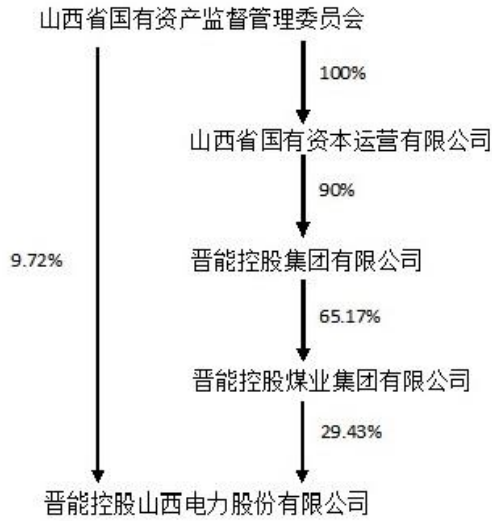 山西省国有资产监督管理委员会
100%
山西省国有资本运营有限公司
90%
9.72%
晋能控股集团有限公司
65.17%
晋能控股煤业集团有限公司
29.43%
晋能控股山西电力股份有限公司